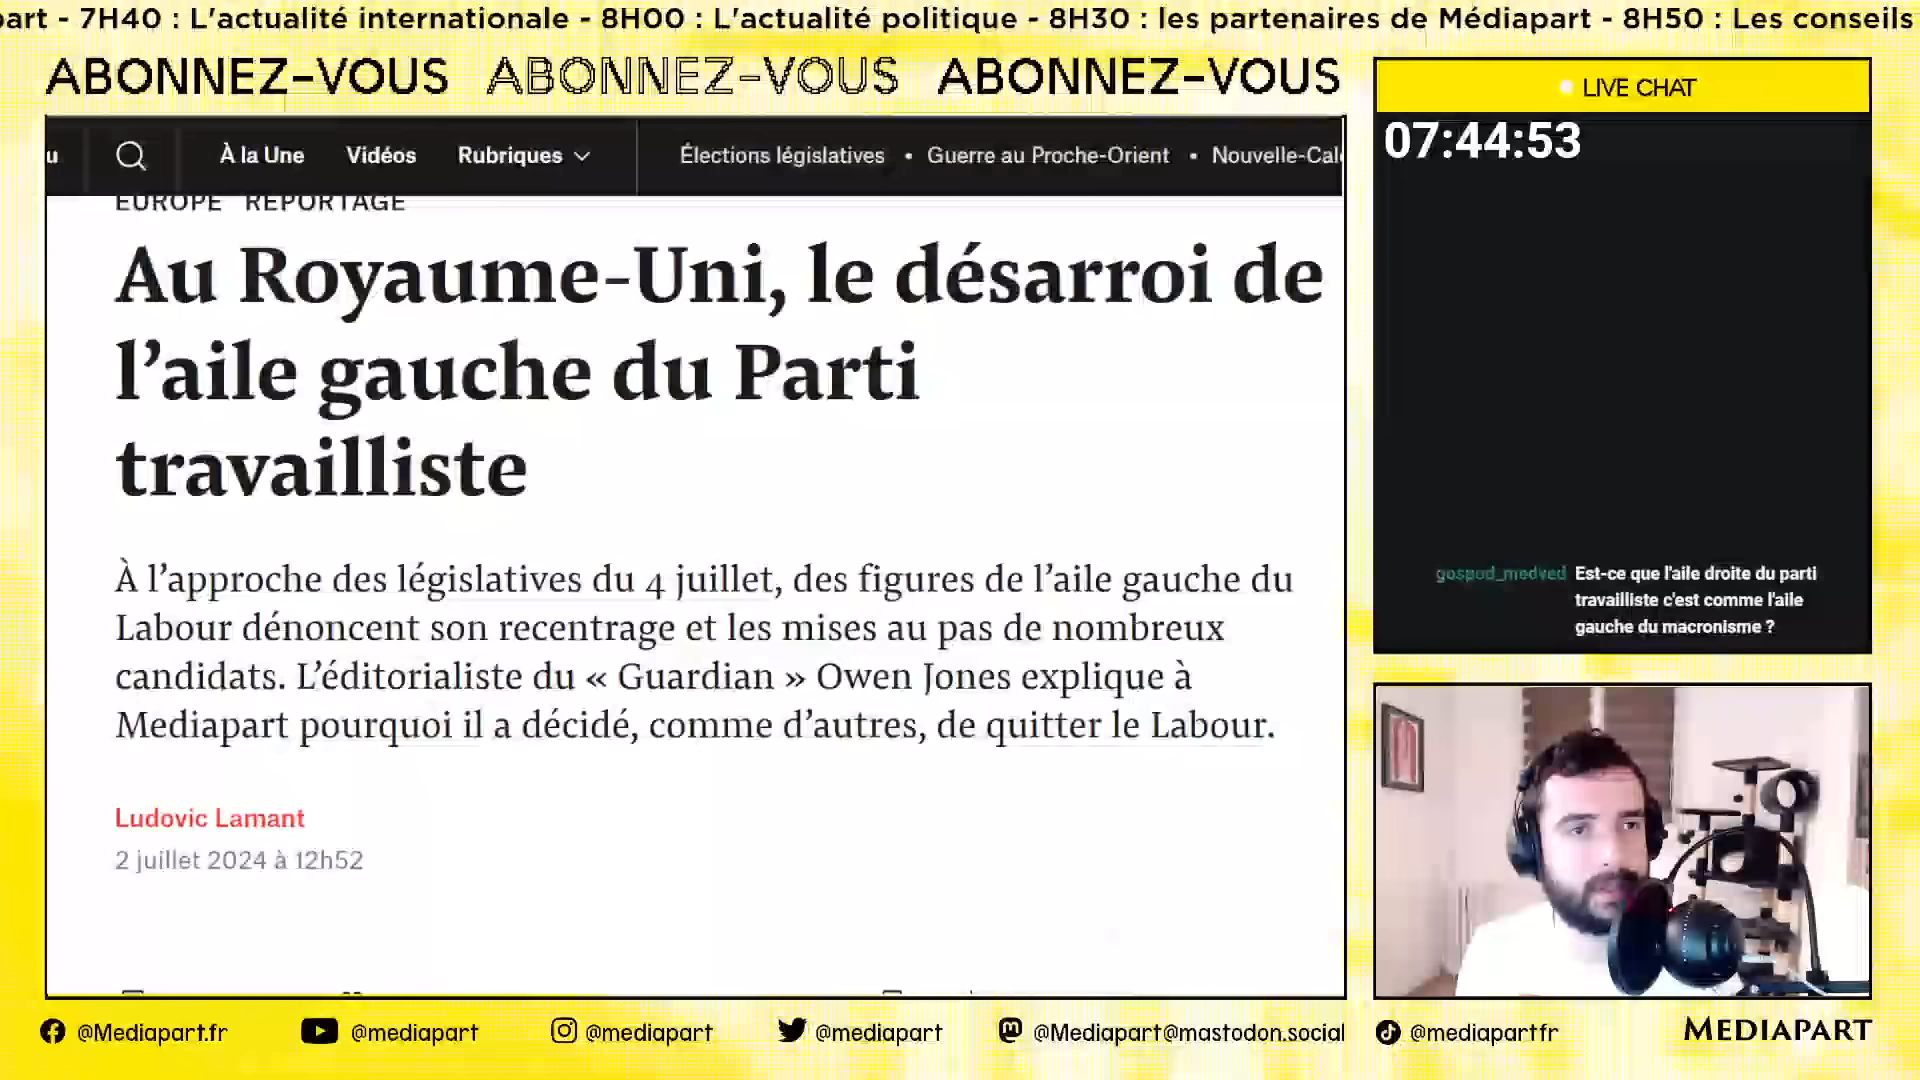 part - 7H40 : L'actualité internationale - 8H00 : L'actualité politique - 8H30 : les partenaires de Médiapart - 8H50 : Les conseils
ABONNEZ-VOUS ABONNEZ-VOUS ABONNEZ-VOUS
u À la Une Vidéos Rubriques Élections législatives • Guerre au Proche-Orient • Nouvelle-Cal
EUROPE REPORTAGE
Au Royaume-Uni, le désarroi de
l’aile gauche du Parti
travailliste
À l’approche des législatives du 4 juillet, des figures de l’aile gauche du
Labour dénoncent son recentrage et les mises au pas de nombreux
candidats. L’éditorialiste du « Guardian » Owen Jones explique à
Mediapart pourquoi il a décidé, comme d’autres, de quitter le Labour.
Ludovic Lamant
2 juillet 2024 à 12h52
LIVE CHAT
07:44:53
gospod_medved Est-ce que l'aile droite du parti
travailliste c'est comme l'aile
gauche du macronisme ?
@Mediapart.fr @mediapart @mediapart @mediapart @Mediapart@mastodon.social @mediapartfr MEDIAPART